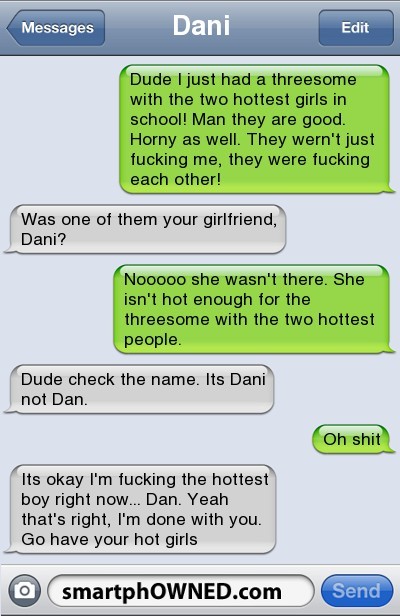 Messages
Dani
Edit
Dude I just had a threesome
with the two hottest girls in
school! Man they are good.
Horny as well. They wern't just
fucking me, they were fucking
each other!
Was one of them your girlfriend,
Dani?
Nooooo she wasn't there. She
isn't hot enough for the
threesome with the two hottest
people.
Dude check the name. Its Dani
not Dan.
Oh shit
Its okay I'm fucking the hottest
boy right now... Dan. Yeah
that's right, I'm done with you.
Go have your hot girls
smartphOWNED.com
Send